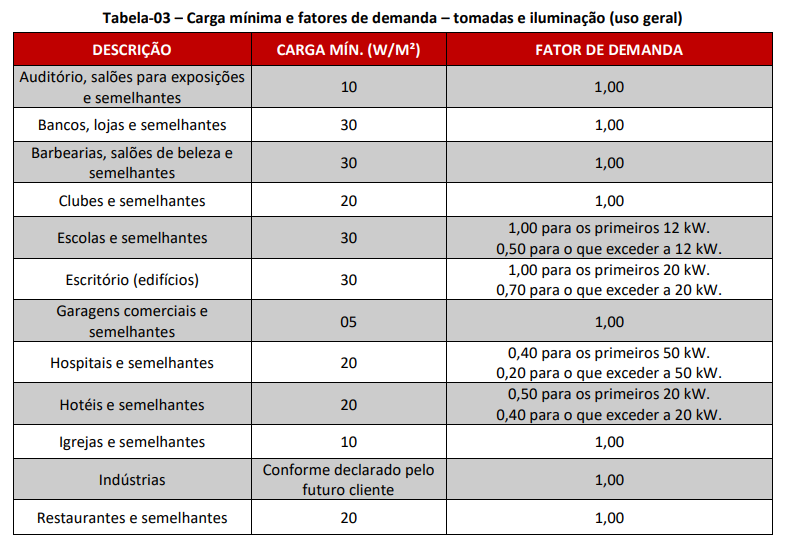 Tabela-03 – Carga mínima e fatores de demanda – tomadas e iluminação (uso geral)
DESCRIÇÃO
CARGA MÍN. (W/M²)
FATOR DE DEMANDA
Auditório, salões para exposições
e semelhantes
10
1,00
Bancos, lojas e semelhantes
30
1,00
Barbearias, salões de beleza e
semelhantes
30
1,00
Clubes e semelhantes
20
1,00
Escolas e semelhantes
30
1,00 para os primeiros 12 kW.
0,50 para o que exceder a 12 kW.
Escritório (edifícios)
30
1,00 para os primeiros 20 kW.
0,70 para o que exceder a 20 kW.
Garagens comerciais e
semelhantes
05
1,00
Hospitais e semelhantes
20
0,40 para os primeiros 50 kW.
0,20 para o que exceder a 50 kW.
Hotéis e semelhantes
20
0,50 para os primeiros 20 kW.
0,40 para o que exceder a 20 kW.
Igrejas e semelhantes
10
1,00
Indústrias
Conforme declarado pelo
futuro cliente
1,00
Restaurantes e semelhantes
20
1,00